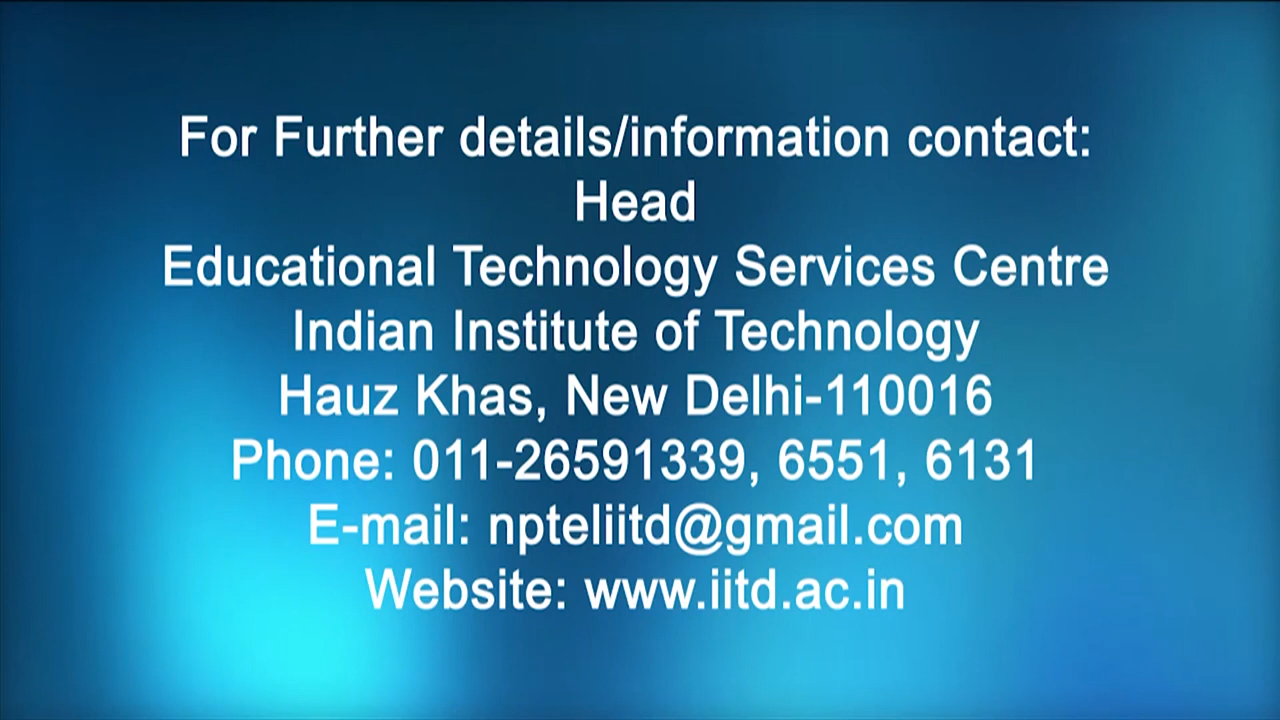 For Further details/information contact:
Head
Educational Technology Services Centre
Indian Institute of Technology
Hauz Khas, New Delhi-110016
Phone: 011-26591339, 6551, 6131
E-mail: npteliitd@gmail.com
Website: www.iitd.ac.in